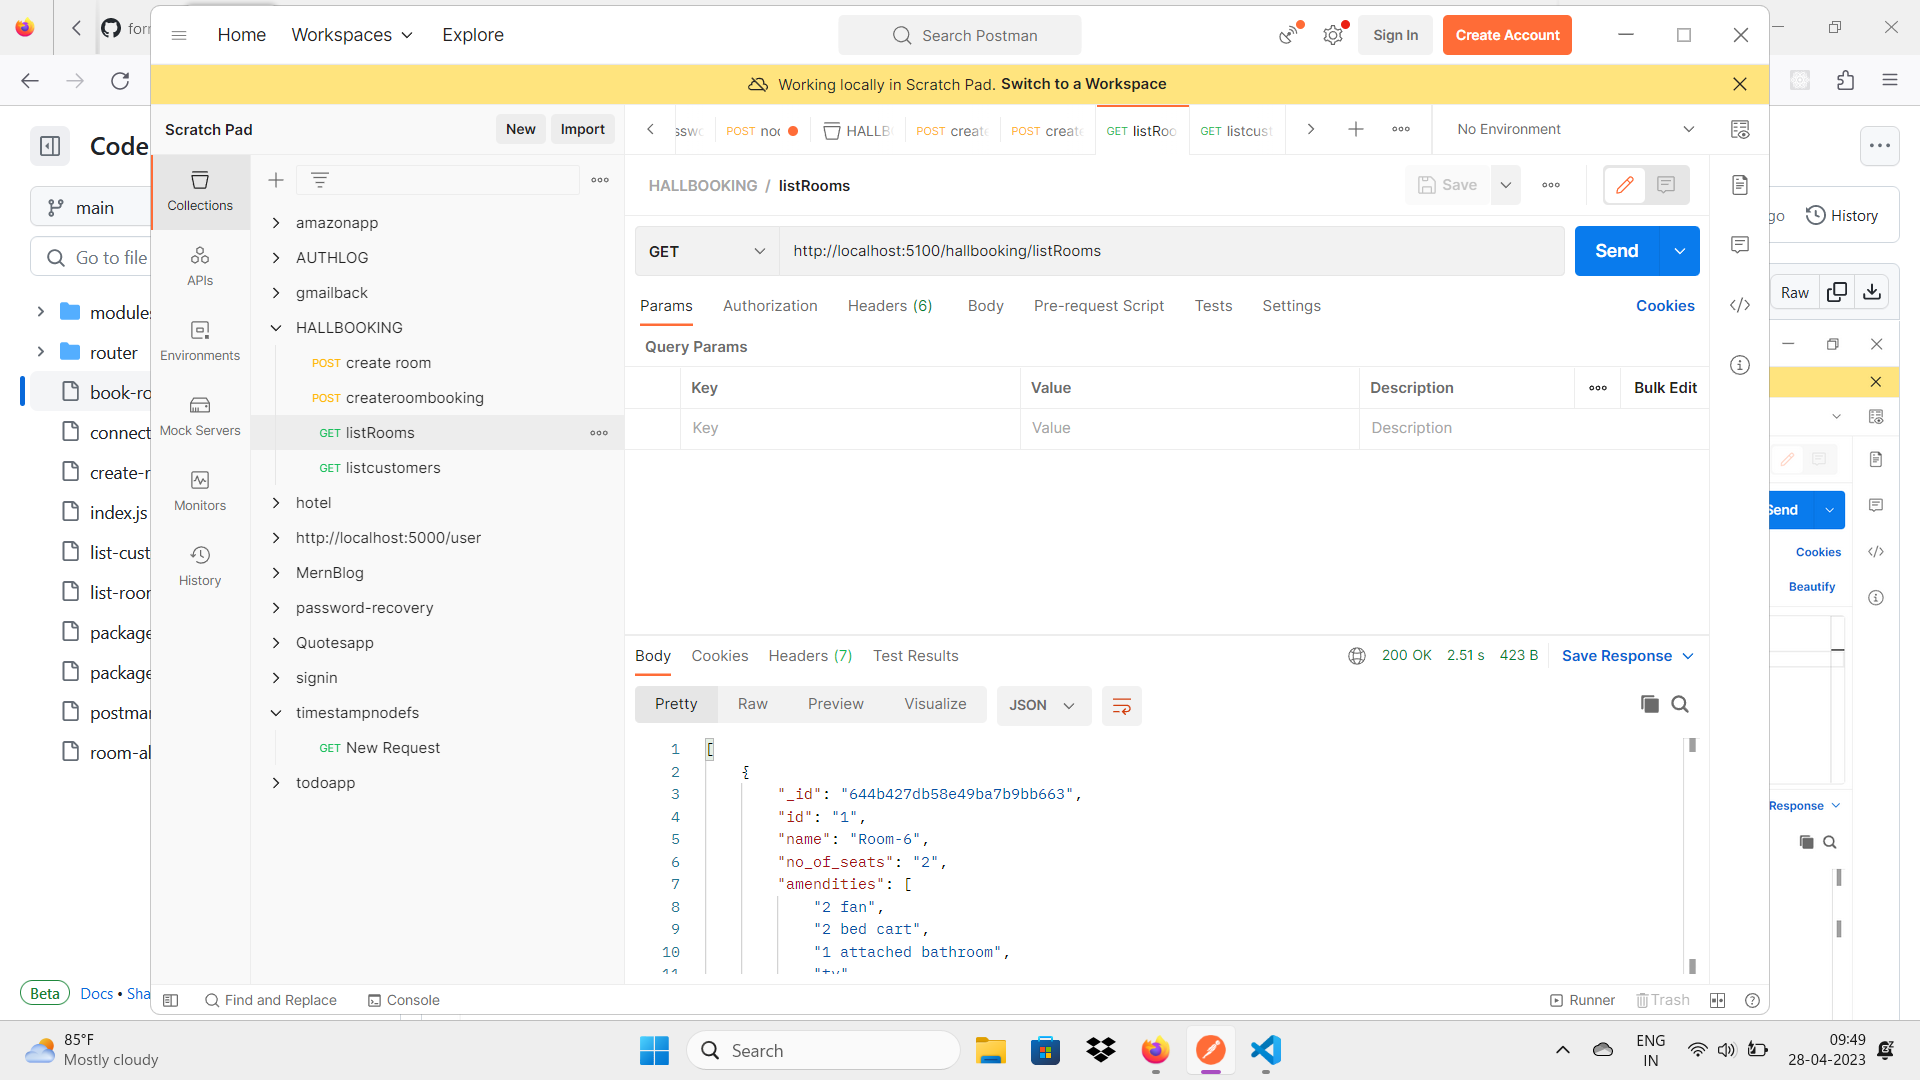 Home
Workspaces
Explore
Search Postman
Sign In
Create Account
Working locally in Scratch Pad. Switch to a Workspace
Scratch Pad
New
Import
POST
HALLB
POST create
POST create
GET listRoo
GET listcust
No Environment
Code
main
Go to file
module
router
book-ro
connect
create-r
index.js
list-cust
list-roor
package
package
postmar
room-al
Beta
Docs • Sha
Collections
APIs
Environments
Mock Servers
Monitors
History
amazonapp
AUTHLOG
gmailback
HALLBOOKING
POST create room
POST createroombooking
GET listRooms
GET listcustomers
hotel
http://localhost:5000/user
MernBlog
password-recovery
Quotesapp
signin
timestampnodefs
GET New Request
todoapp
HALLBOOKING / listRooms
Save
GET
http://localhost:5100/hallbooking/listRooms
Send
Params
Authorization
Headers (6)
Body
Pre-request Script
Tests
Settings
Cookies
Query Params
Key
Value
Description
Bulk Edit
Key
Value
Description
Body
Cookies
Headers (7)
Test Results
200 OK
2.51 s
423 B
Save Response
Pretty
Raw
Preview
Visualize
JSON
1 [
2 {
3 "_id": "644b427db58e49ba7b9bb663",
4 "id": "1",
5 "name": "Room-6",
6 "no_of_seats": "2",
7 "amendities": [
8 "2 fan",
9 "2 bed cart",
10 "1 attached bathroom",
11 "tv"
Find and Replace
Console
Runner
Trash
go
History
Raw
Send
Cookies
Beautify
Response
85°F
Mostly cloudy
Search
ENG
IN
09:49
28-04-2023